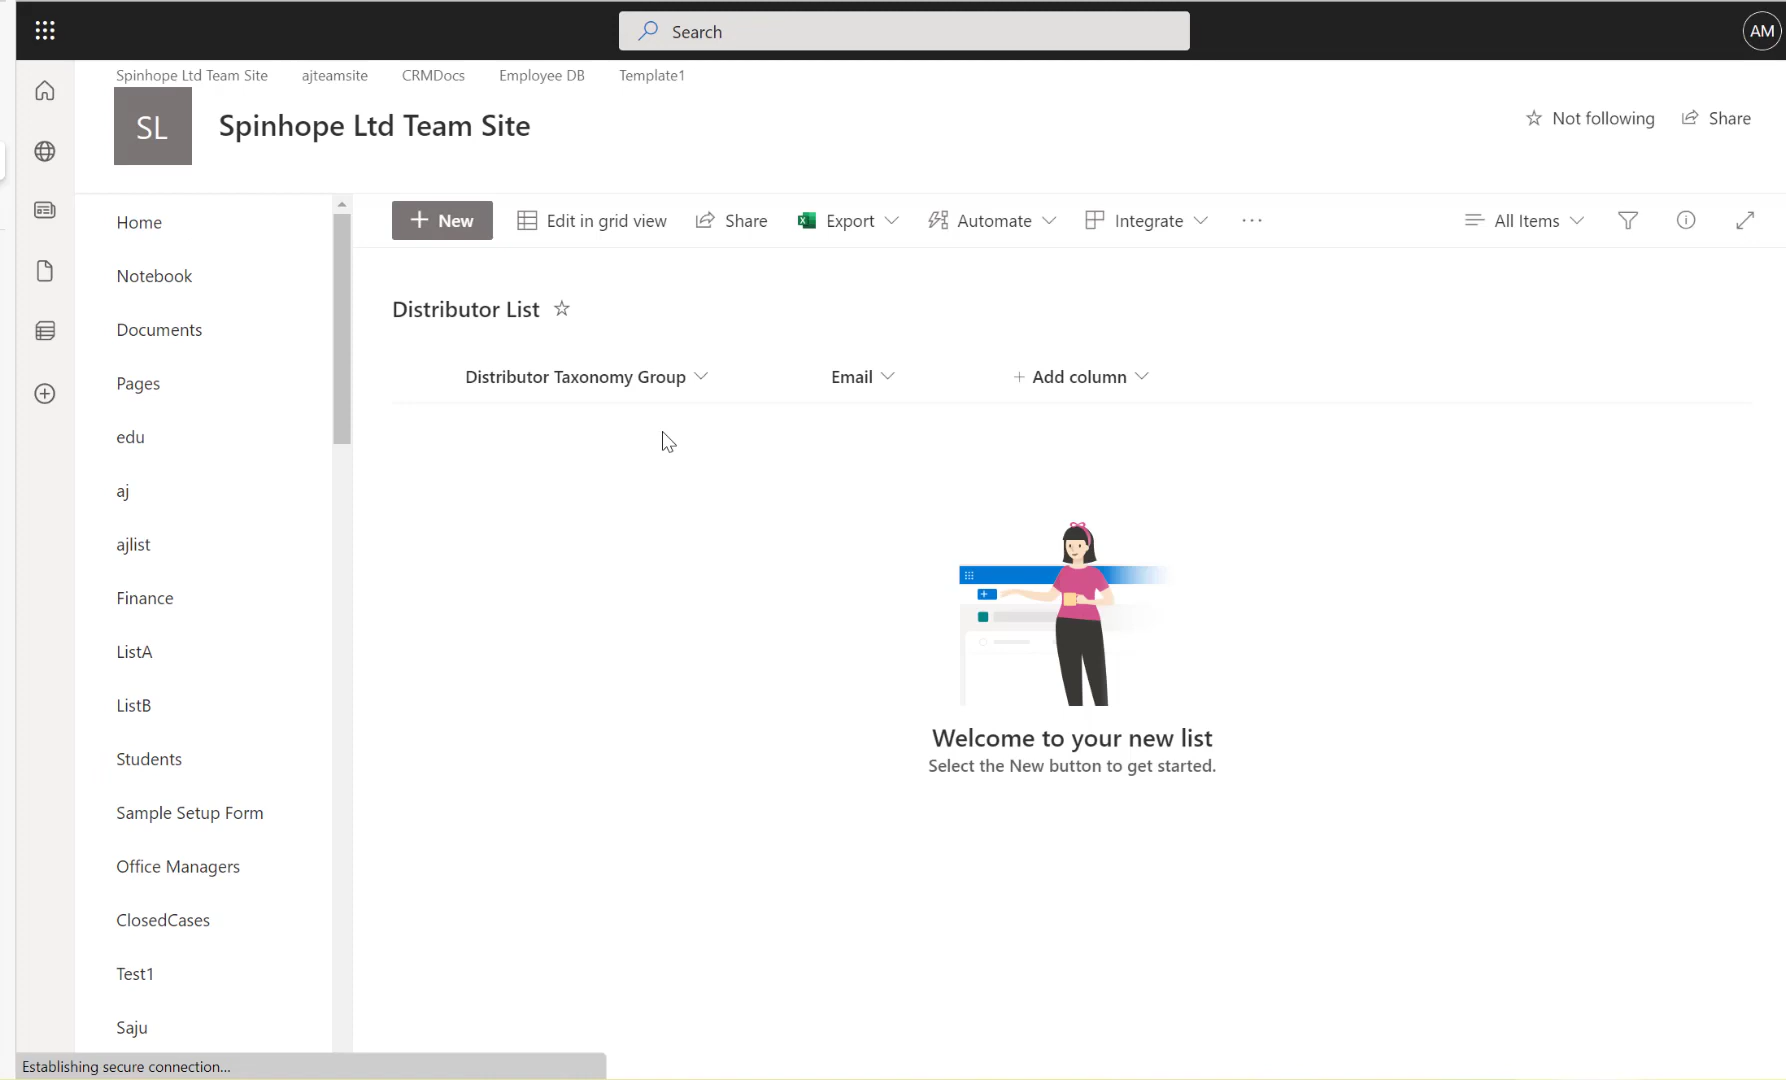 Search
AM
Spinhope Ltd Team Site ajteamsite CRMDocs Employee DB Template1
SL
Spinhope Ltd Team Site
Not following Share
Home
Notebook
Documents
Pages
edu
aj
ajlist
Finance
ListA
ListB
Students
Sample Setup Form
Office Managers
ClosedCases
Test1
Saju
+ New Edit in grid view Share Export Automate Integrate ··· All Items
Distributor List
Distributor Taxonomy Group Email + Add column
Welcome to your new list
Select the New button to get started.
Establishing secure connection...